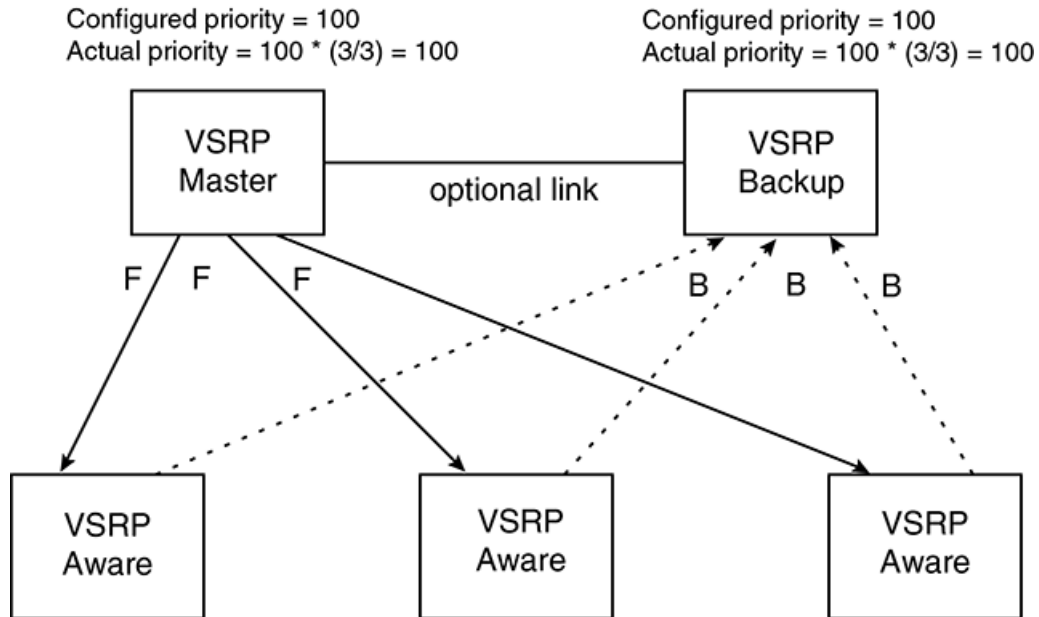 Configured priority = 100
Actual priority = 100 * (3/3) = 100
Configured priority = 100
Actual priority = 100 * (3/3) = 100
VSRP
Master
optional link
VSRP
Backup
F
F
F
B
B
B
VSRP
Aware
VSRP
Aware
VSRP
Aware